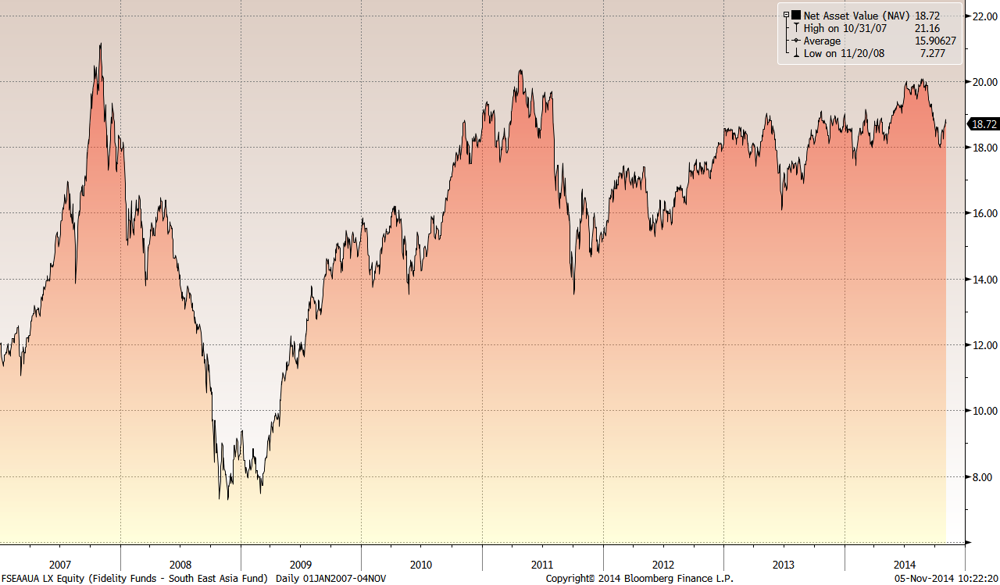 Net Asset Value (NAV) 18.72
High on 10/31/07 21.16
Average 15.90627
Low on 11/20/08 7.277
22.00
20.00
18.72
18.00
16.00
14.00
12.00
10.00
8.00
2007 2008 2009 2010 2011 2012 2013 2014
FSEAAUA LX Equity (Fidelity Funds - South East Asia Fund) Daily 01JAN2007-04NOV Copyright© 2014 Bloomberg Finance L.P. 05-Nov-2014 10:22:20